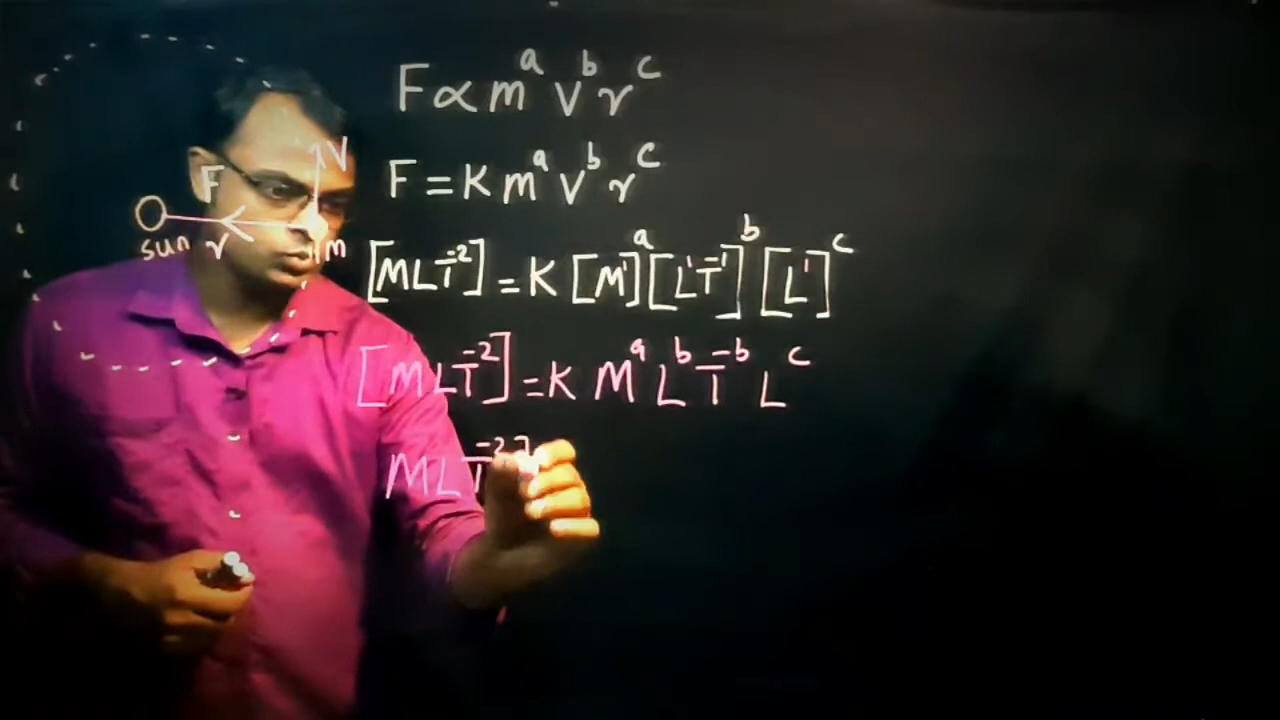 F ∝ m^a v^b r^c
F = K m^a v^b r^c
[MLT^-2] = K [M^1]^a [L^1T^-1]^b [L^1]^c
[MLT^-2] = K M^a L^b T^-b L^c
MLT^-2
V
F
sun r m